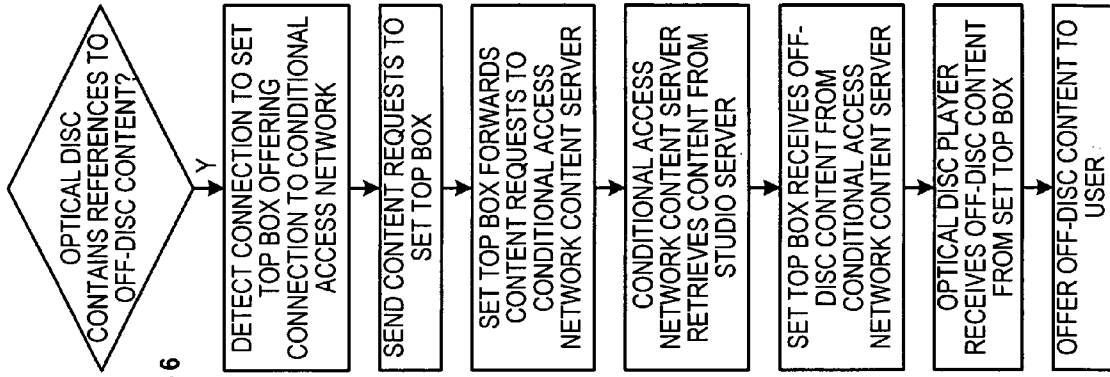 OPTICAL DISC
CONTAINS REFERENCES TO
OFF-DISC CONTENT?
Y
6
DETECT CONNECTION TO SET
TOP BOX OFFERING
CONNECTION TO CONDITIONAL
ACCESS NETWORK
SEND CONTENT REQUESTS TO
SET TOP BOX
SET TOP BOX FORWARDS
CONTENT REQUESTS TO
CONDITIONAL ACCESS
NETWORK CONTENT SERVER
CONDITIONAL ACCESS
NETWORK CONTENT SERVER
RETRIEVES CONTENT FROM
STUDIO SERVER
SET TOP BOX RECEIVES OFF-
DISC CONTENT FROM
CONDITIONAL ACCESS
NETWORK CONTENT SERVER
OPTICAL DISC PLAYER
RECEIVES OFF-DISC CONTENT
FROM SET TOP BOX
OFFER OFF-DISC CONTENT TO
USER